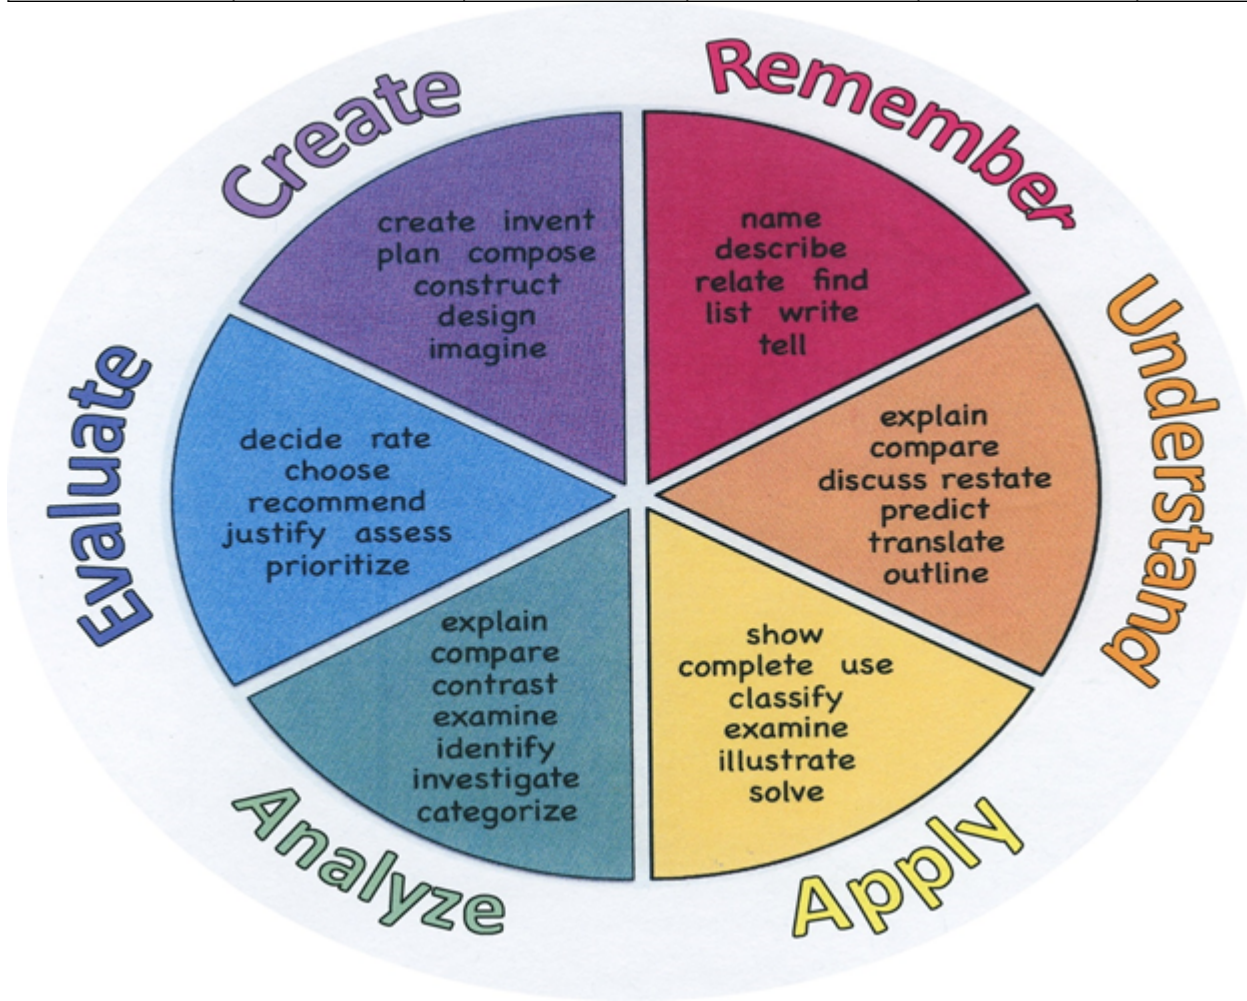 Remember
name
describe
relate find
list write
tell
Understand
explain
compare
discuss restate
predict
translate
outline
Apply
show
complete use
classify
examine
illustrate
solve
Analyze
explain
compare
contrast
examine
identify
investigate
categorize
Evaluate
decide rate
choose
recommend
justify assess
prioritize
Create
create invent
plan compose
construct
design
imagine